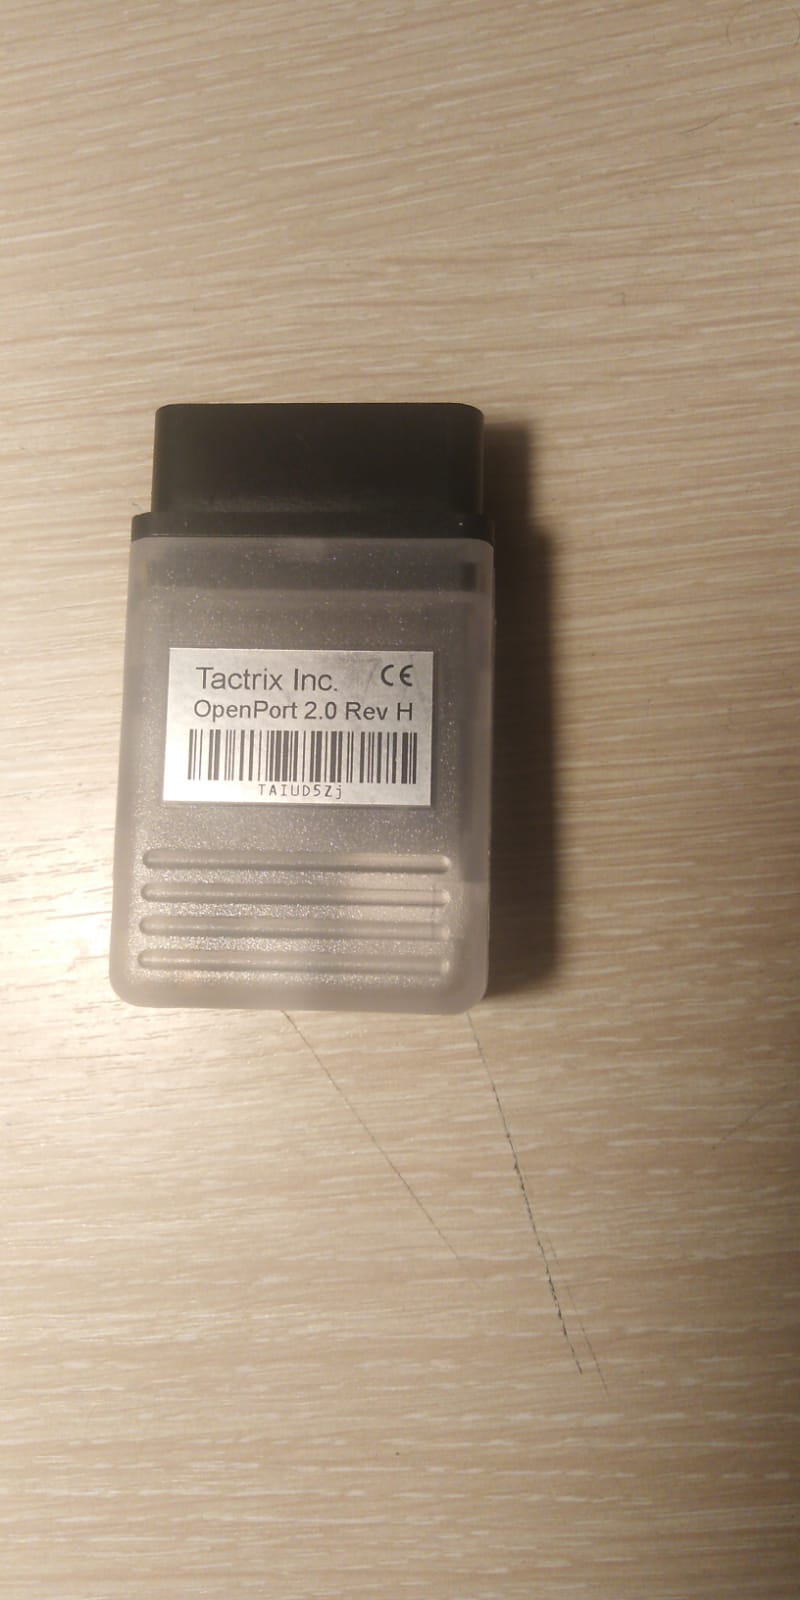 Tactrix Inc. CE
OpenPort 2.0 Rev H
TAIUD5Zj